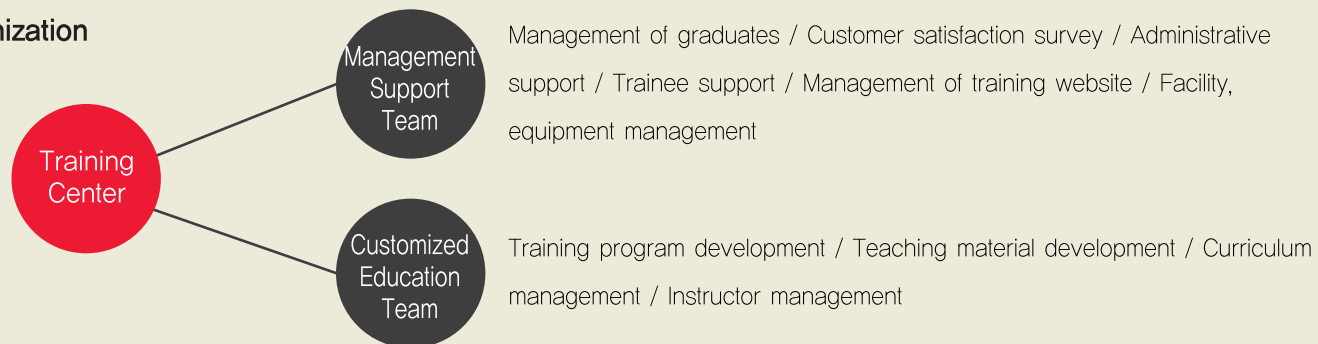 nization
Management
Support
Team
Management of graduates / Customer satisfaction survey / Administrative
support / Trainee support / Management of training website / Facility,
equipment management
Training
Center
Customized
Education
Team
Training program development / Teaching material development / Curriculum
management / Instructor management